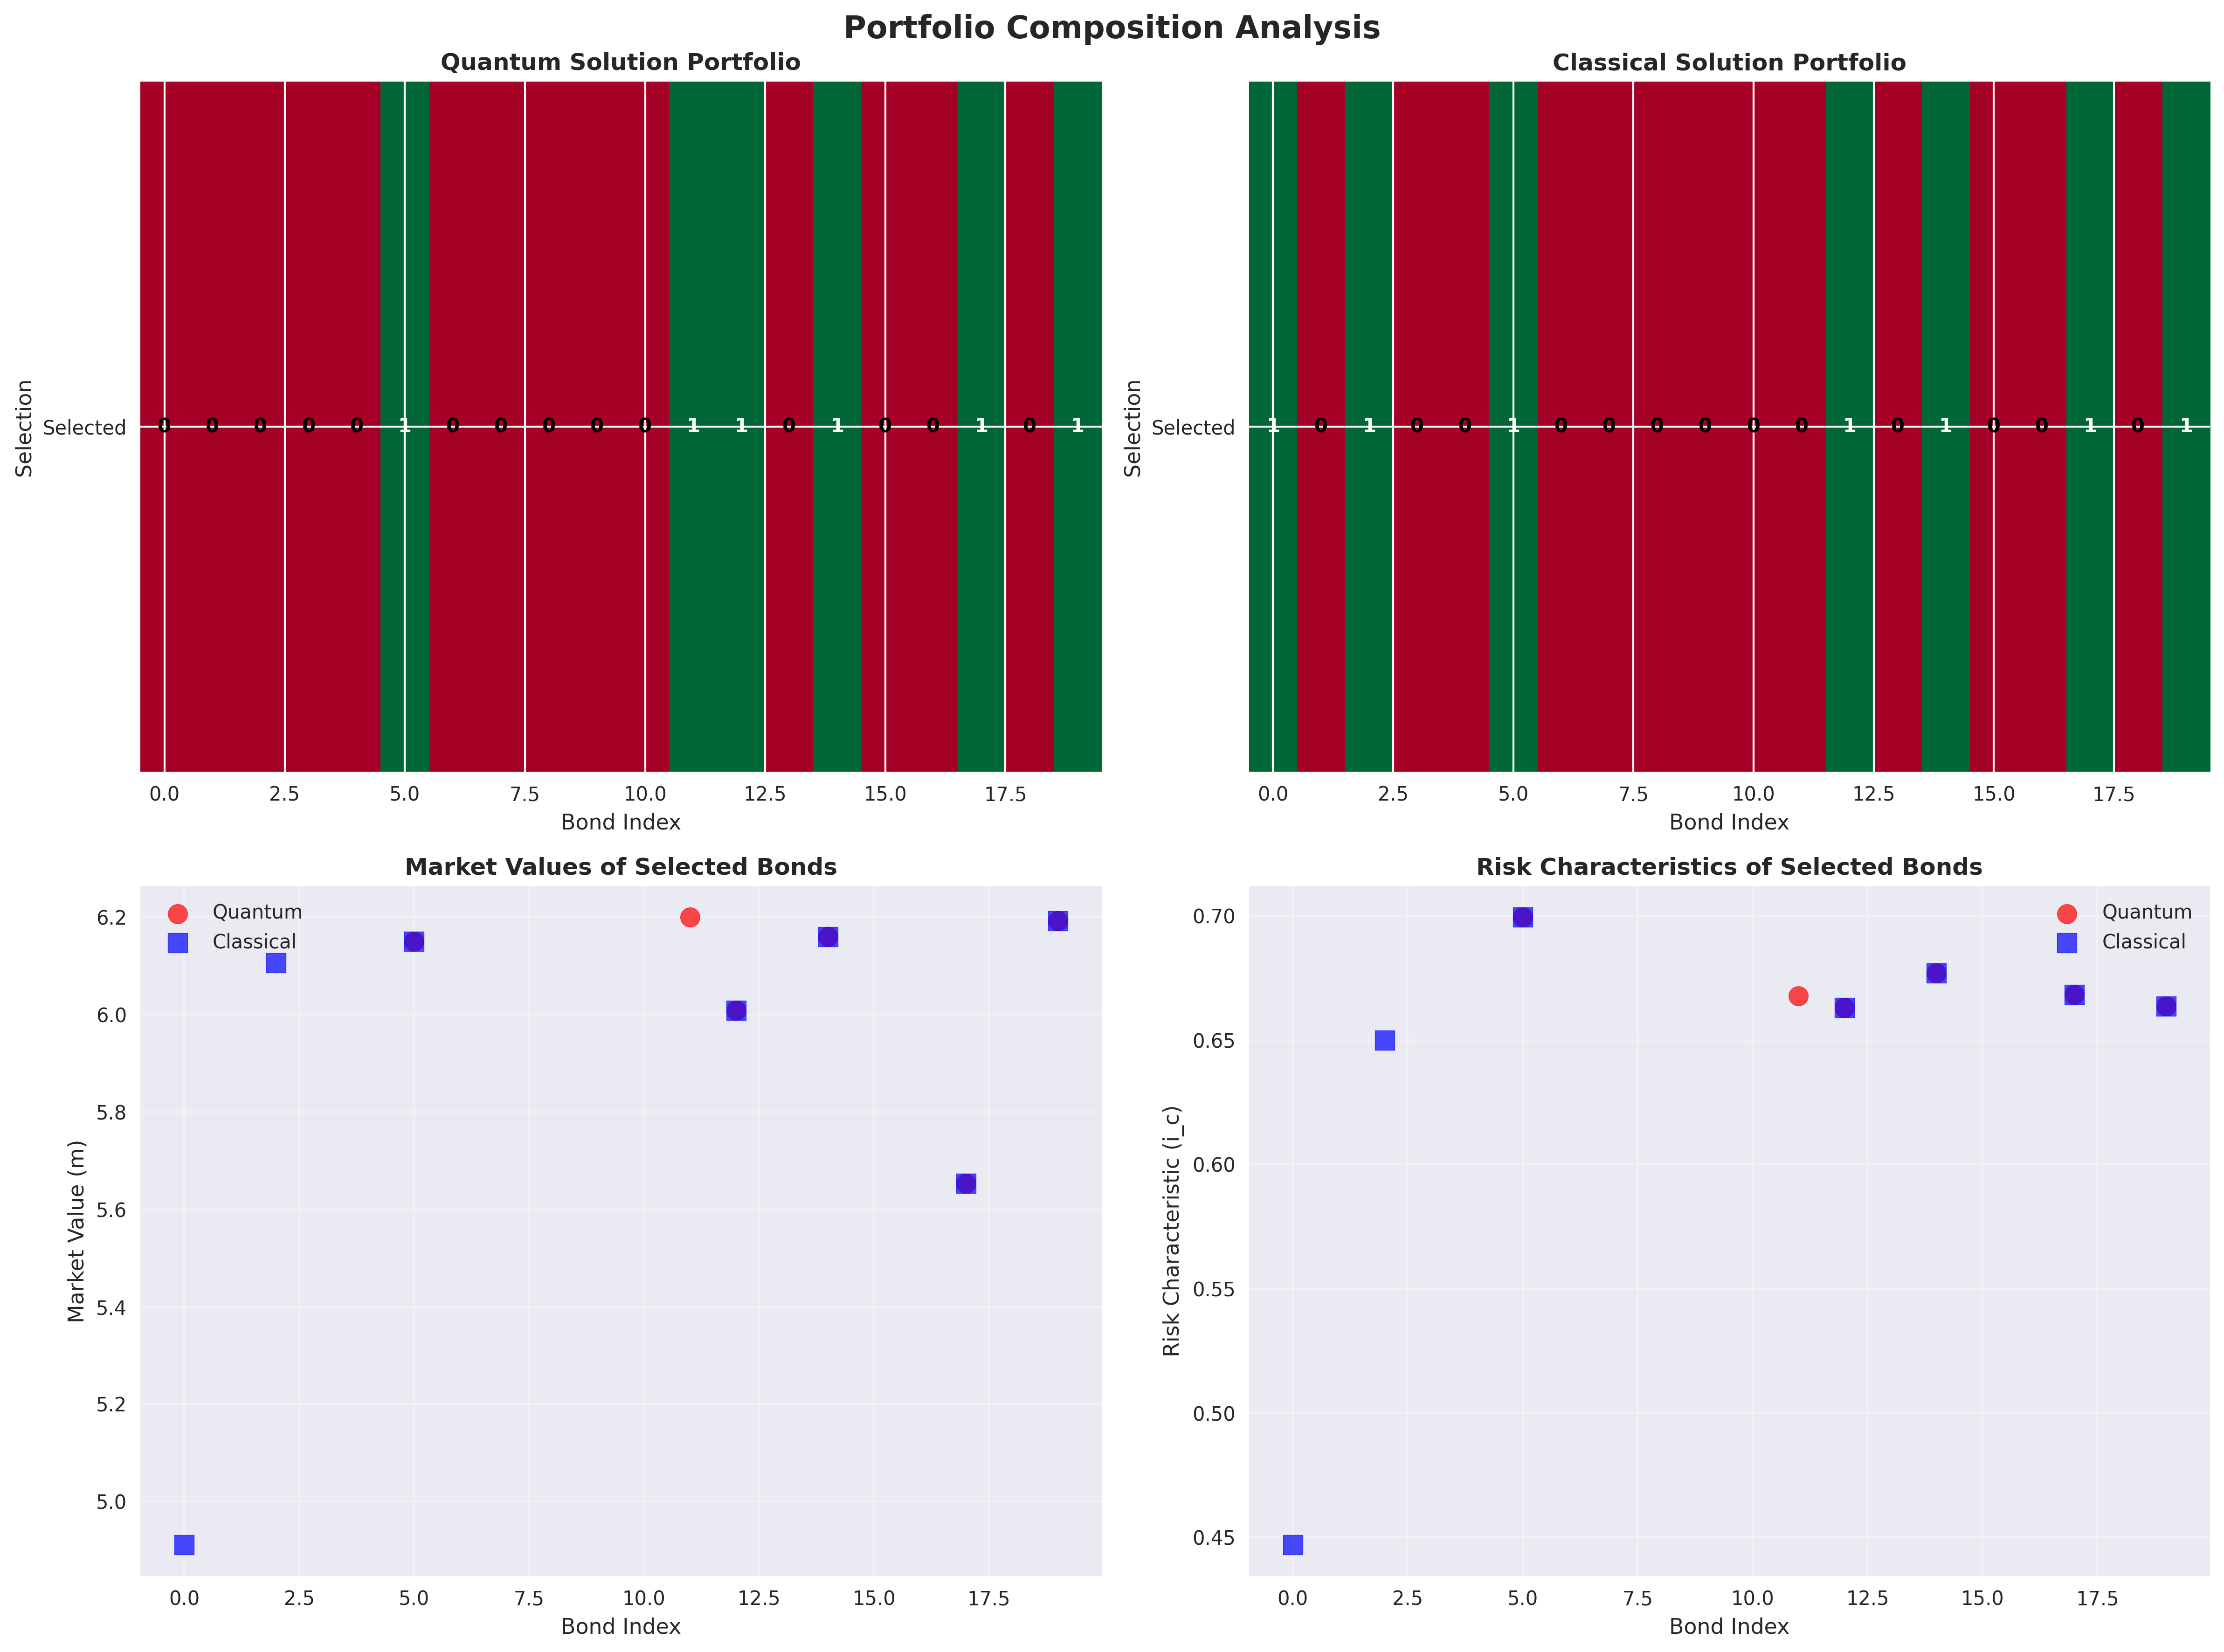 Portfolio Composition Analysis
Quantum Solution Portfolio
Selection
Selected
0 0 0 0 0 1 0 0 0 0 0 1 1 0 1 0 0 1 0 1
0.0 2.5 5.0 7.5 10.0 12.5 15.0 17.5
Bond Index
Classical Solution Portfolio
Selection
Selected
1 0 1 0 0 1 0 0 0 0 0 0 1 0 1 0 0 1 0 1
0.0 2.5 5.0 7.5 10.0 12.5 15.0 17.5
Bond Index
Market Values of Selected Bonds
Quantum
Classical
Market Value (m)
6.2
6.0
5.8
5.6
5.4
5.2
5.0
0.0 2.5 5.0 7.5 10.0 12.5 15.0 17.5
Bond Index
Risk Characteristics of Selected Bonds
Quantum
Classical
Risk Characteristic (i_c)
0.70
0.65
0.60
0.55
0.50
0.45
0.0 2.5 5.0 7.5 10.0 12.5 15.0 17.5
Bond Index